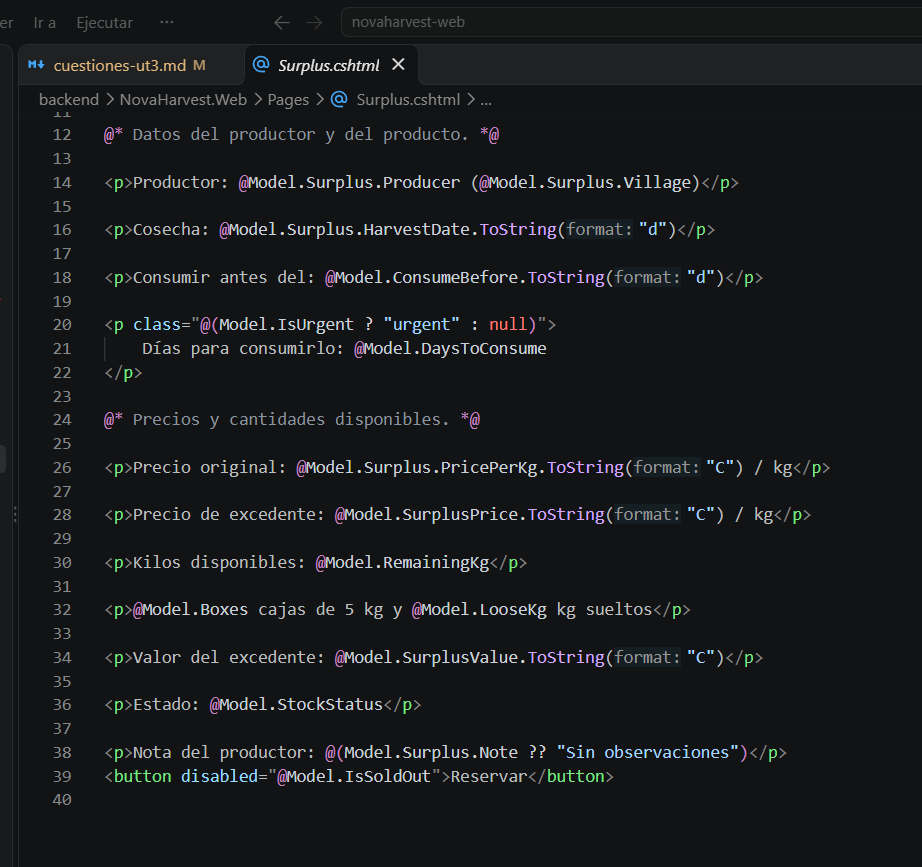 er Ir a Ejecutar ··· ← → novaharvest-web
cuestiones-ut3.md M @ Surplus.cshtml ×
backend > NovaHarvest.Web > Pages > @ Surplus.cshtml > ...
11
12 @* Datos del productor y del producto. *@
13
14 <p>Productor: @Model.Surplus.Producer (@Model.Surplus.Village)</p>
15
16 <p>Cosecha: @Model.Surplus.HarvestDate.ToString(format: "d")</p>
17
18 <p>Consumir antes del: @Model.ConsumeBefore.ToString(format: "d")</p>
19
20 <p class="@(Model.IsUrgent ? "urgent" : null)">
21 Días para consumirlo: @Model.DaysToConsume
22 </p>
23
24 @* Precios y cantidades disponibles. *@
25
26 <p>Precio original: @Model.Surplus.PricePerKg.ToString(format: "C") / kg</p>
27
28 <p>Precio de excedente: @Model.SurplusPrice.ToString(format: "C") / kg</p>
29
30 <p>Kilos disponibles: @Model.RemainingKg</p>
31
32 <p>@Model.Boxes cajas de 5 kg y @Model.LooseKg kg sueltos</p>
33
34 <p>Valor del excedente: @Model.SurplusValue.ToString(format: "C")</p>
35
36 <p>Estado: @Model.StockStatus</p>
37
38 <p>Nota del productor: @(Model.Surplus.Note ?? "Sin observaciones")</p>
39 <button disabled="@Model.IsSoldOut">Reservar</button>
40